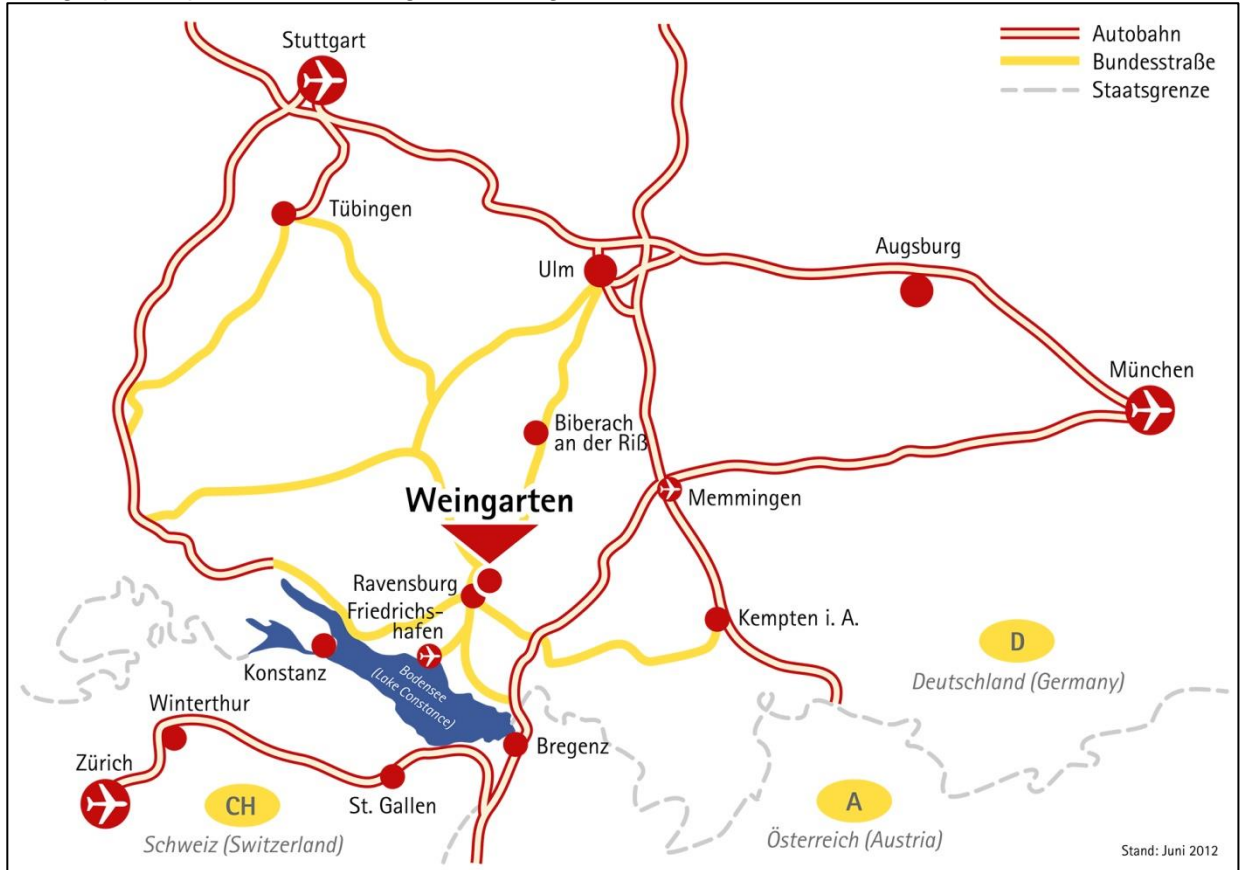 Stuttgart
Autobahn
Bundesstraße
Staatsgrenze
Tübingen
Ulm
Augsburg
München
Biberach
an der Riß
Memmingen
Weingarten
Ravensburg
Friedrichs-
hafen
Kempten i. A.
Konstanz
Bodensee
(Lake Constance)
D
Deutschland (Germany)
Winterthur
Bregenz
Zürich
St. Gallen
CH
Schweiz (Switzerland)
A
Österreich (Austria)
Stand: Juni 2012